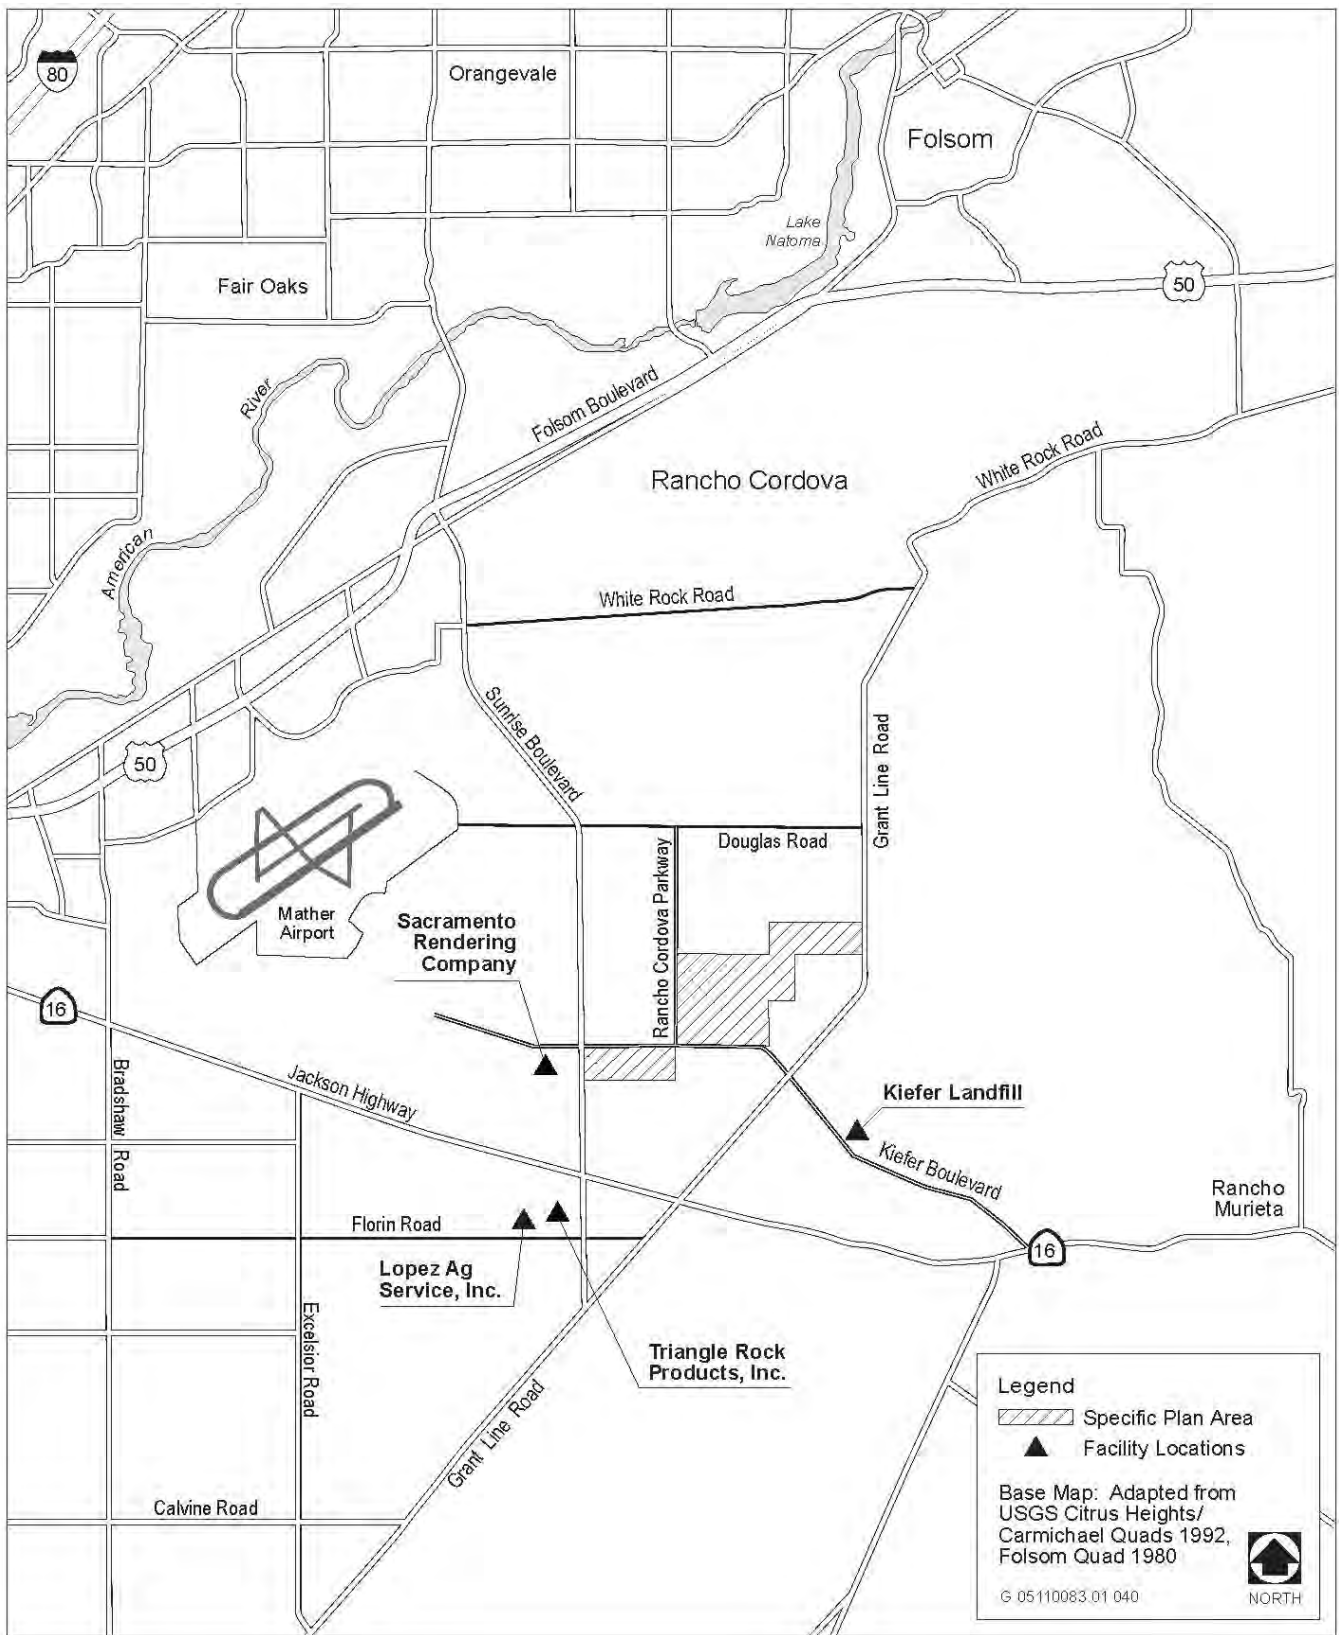 80
Orangevale
Folsom
Lake
Natoma
50
Fair Oaks
River
Folsom Boulevard
White Rock Road
Rancho Cordova
American
White Rock Road
Sunrise Boulevard
Grant Line Road
50
Douglas Road
Rancho Cordova Parkway
Mather
Airport
Sacramento
Rendering
Company
16
Jackson Highway
Bradshaw Road
Kiefer Landfill
Kiefer Boulevard
Rancho
Murieta
Florin Road
16
Lopez Ag
Service, Inc.
Excelsior Road
Triangle Rock
Products, Inc.
Grant Line Road
Calvine Road
Legend
Specific Plan Area
Facility Locations
Base Map: Adapted from
USGS Citrus Heights/
Carmichael Quads 1992,
Folsom Quad 1980
G 05110083.01 040
NORTH